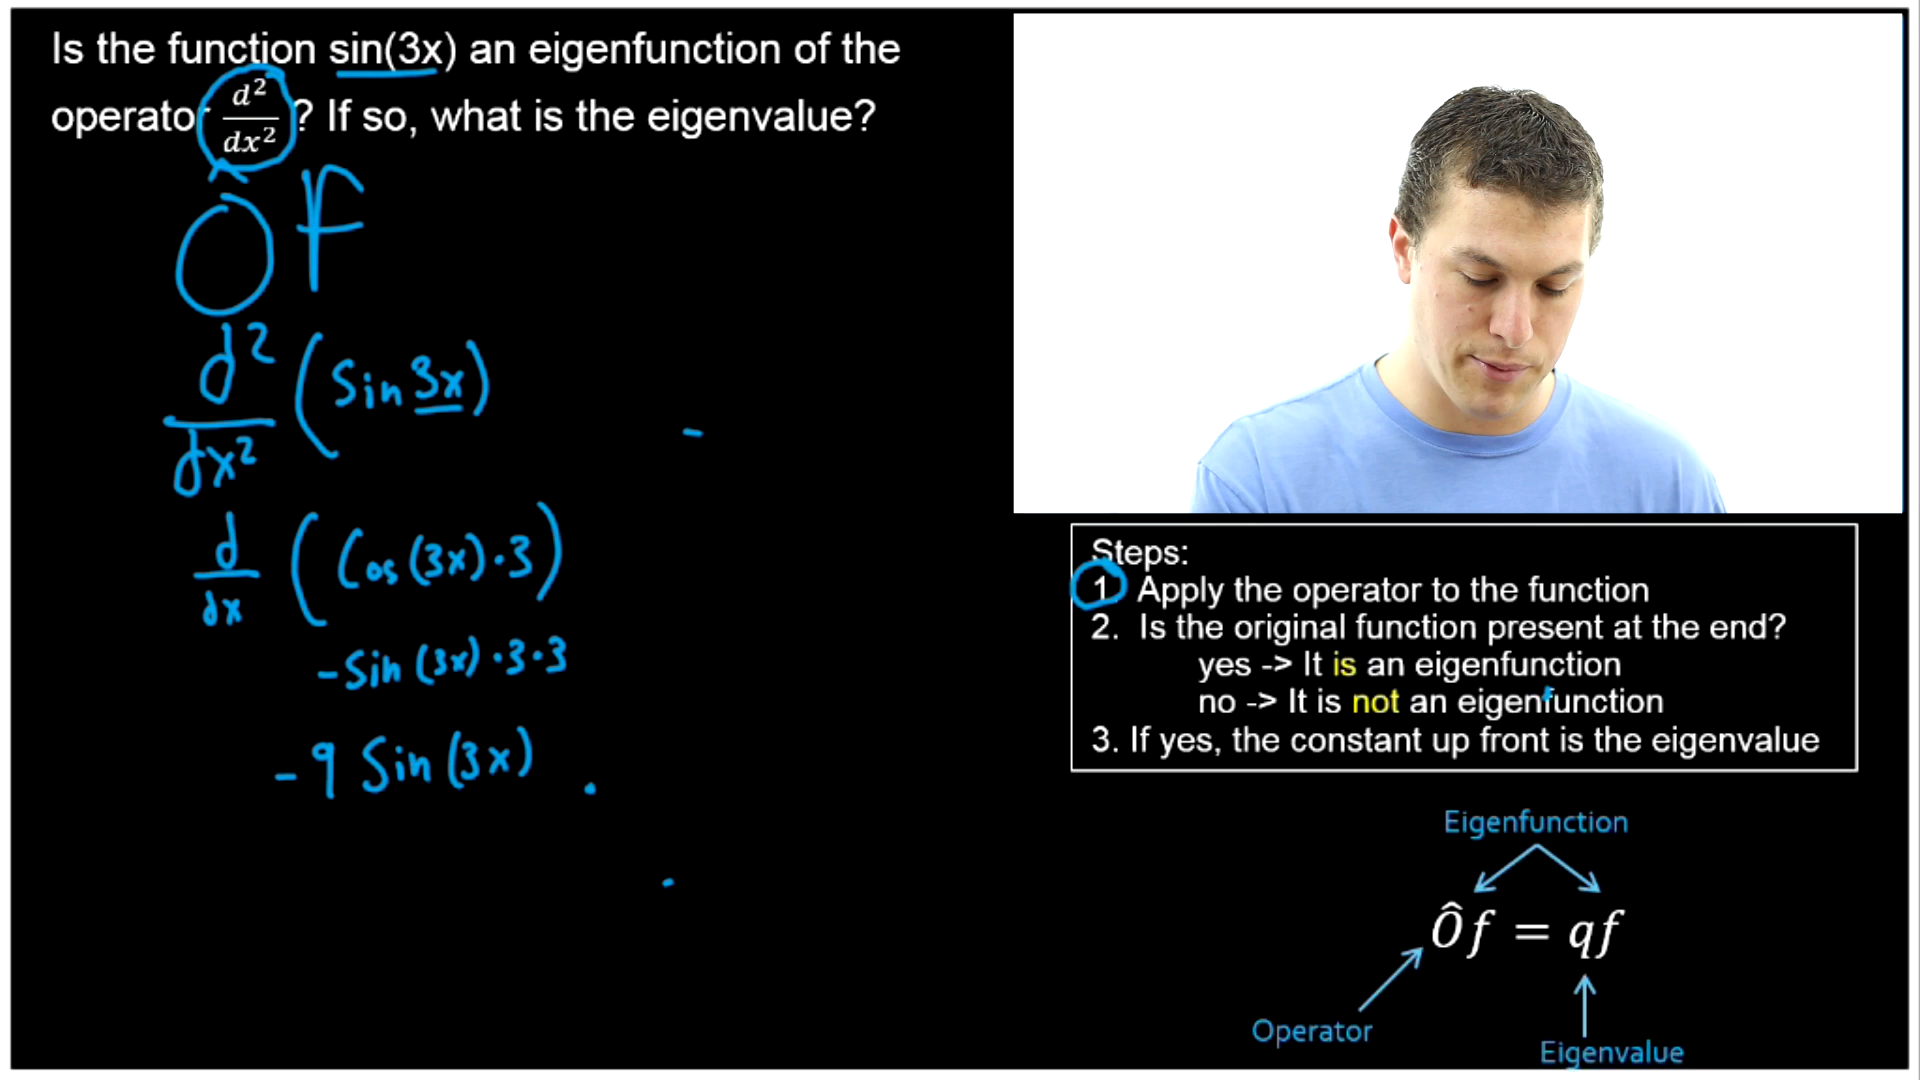 Is the function sin(3x) an eigenfunction of the
operator d²/dx² ? If so, what is the eigenvalue?
Ô f
d²/dx² (Sin 3x)
d/dx (Cos (3x) · 3)
-Sin (3x) · 3 · 3
-9 Sin (3x)
Steps:
1. Apply the operator to the function
2. Is the original function present at the end?
yes -> It is an eigenfunction
no -> It is not an eigenfunction
3. If yes, the constant up front is the eigenvalue
Eigenfunction
Ôf = qf
Operator
Eigenvalue